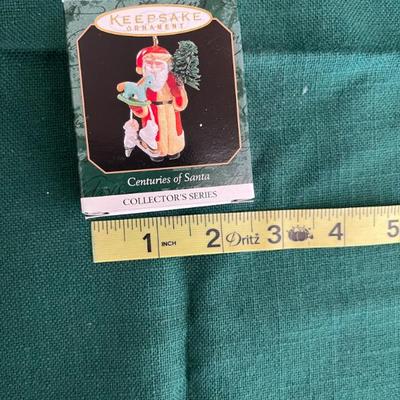 KEEPSAKE
ORNAMENT
Centuries of Santa
COLLECTOR'S SERIES
1 INCH 2 Dritz 3 4 5